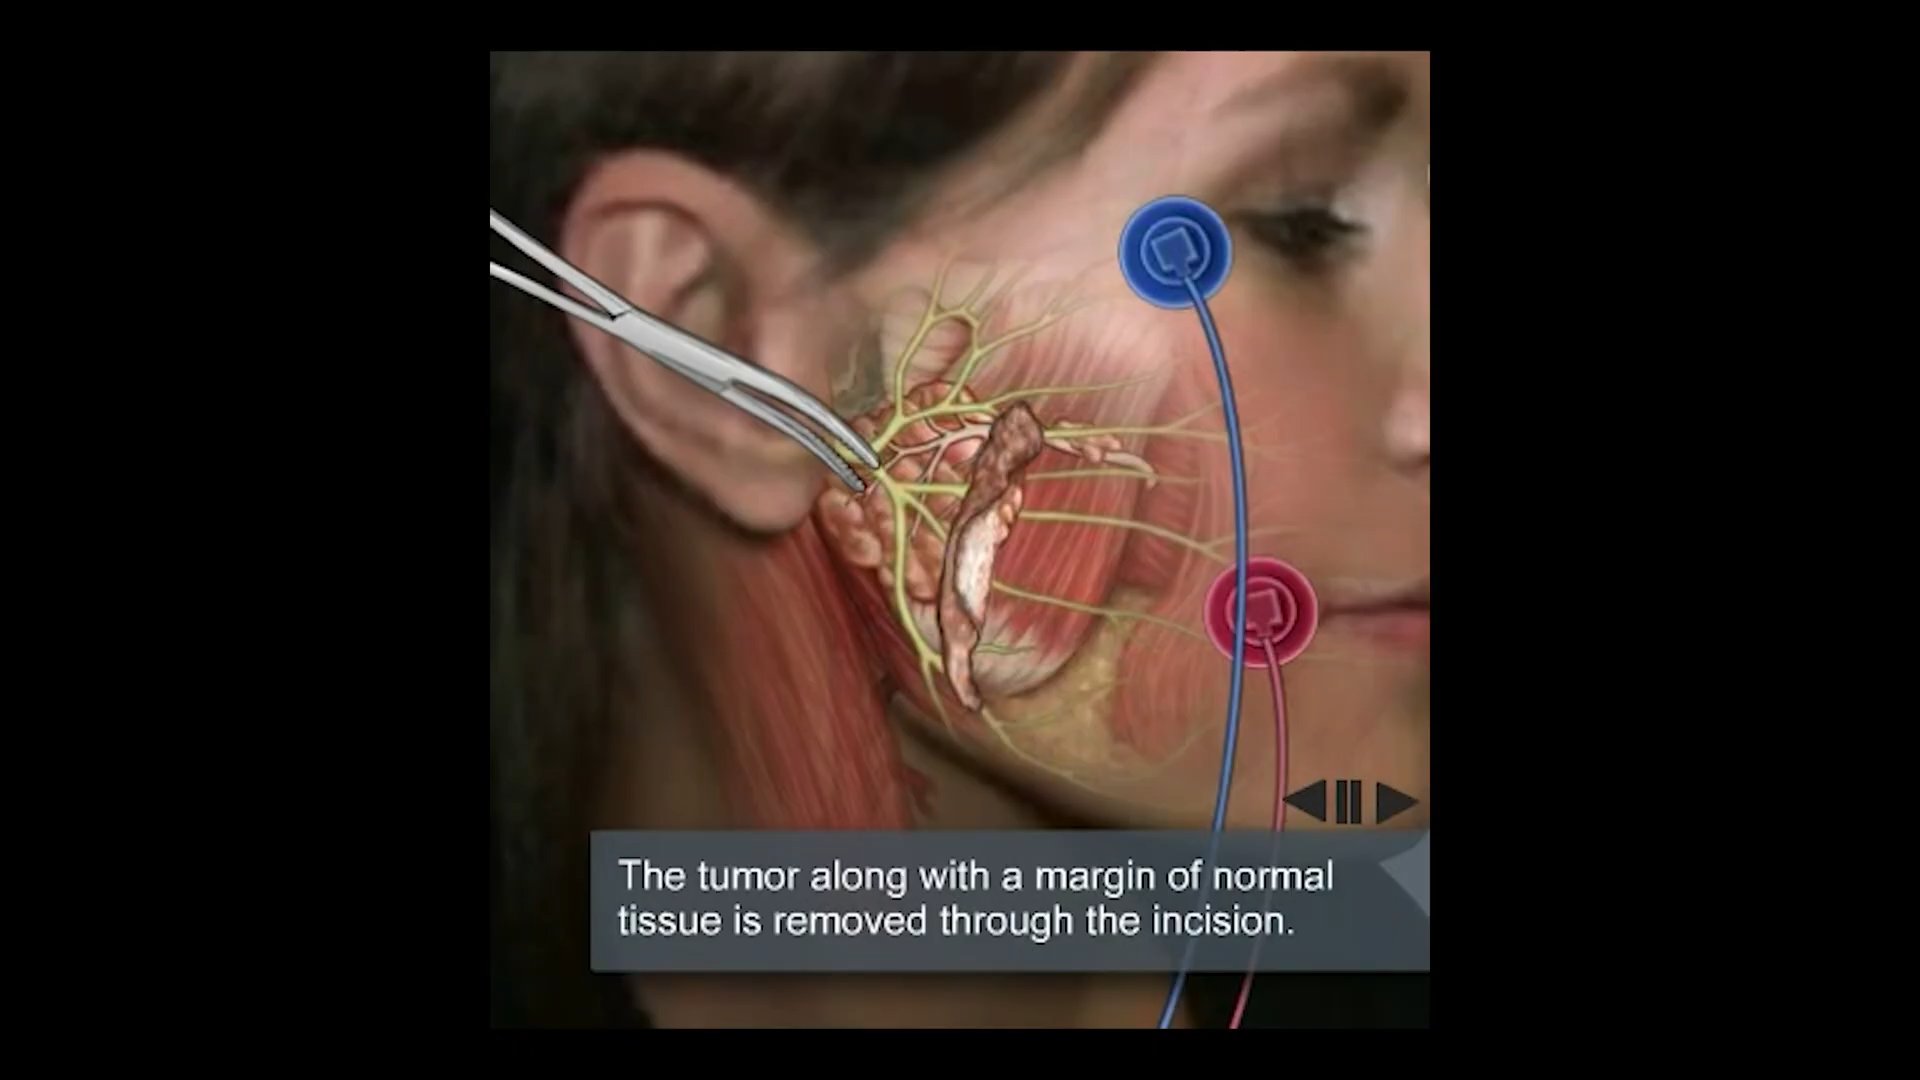 The tumor along with a margin of normal
tissue is removed through the incision.